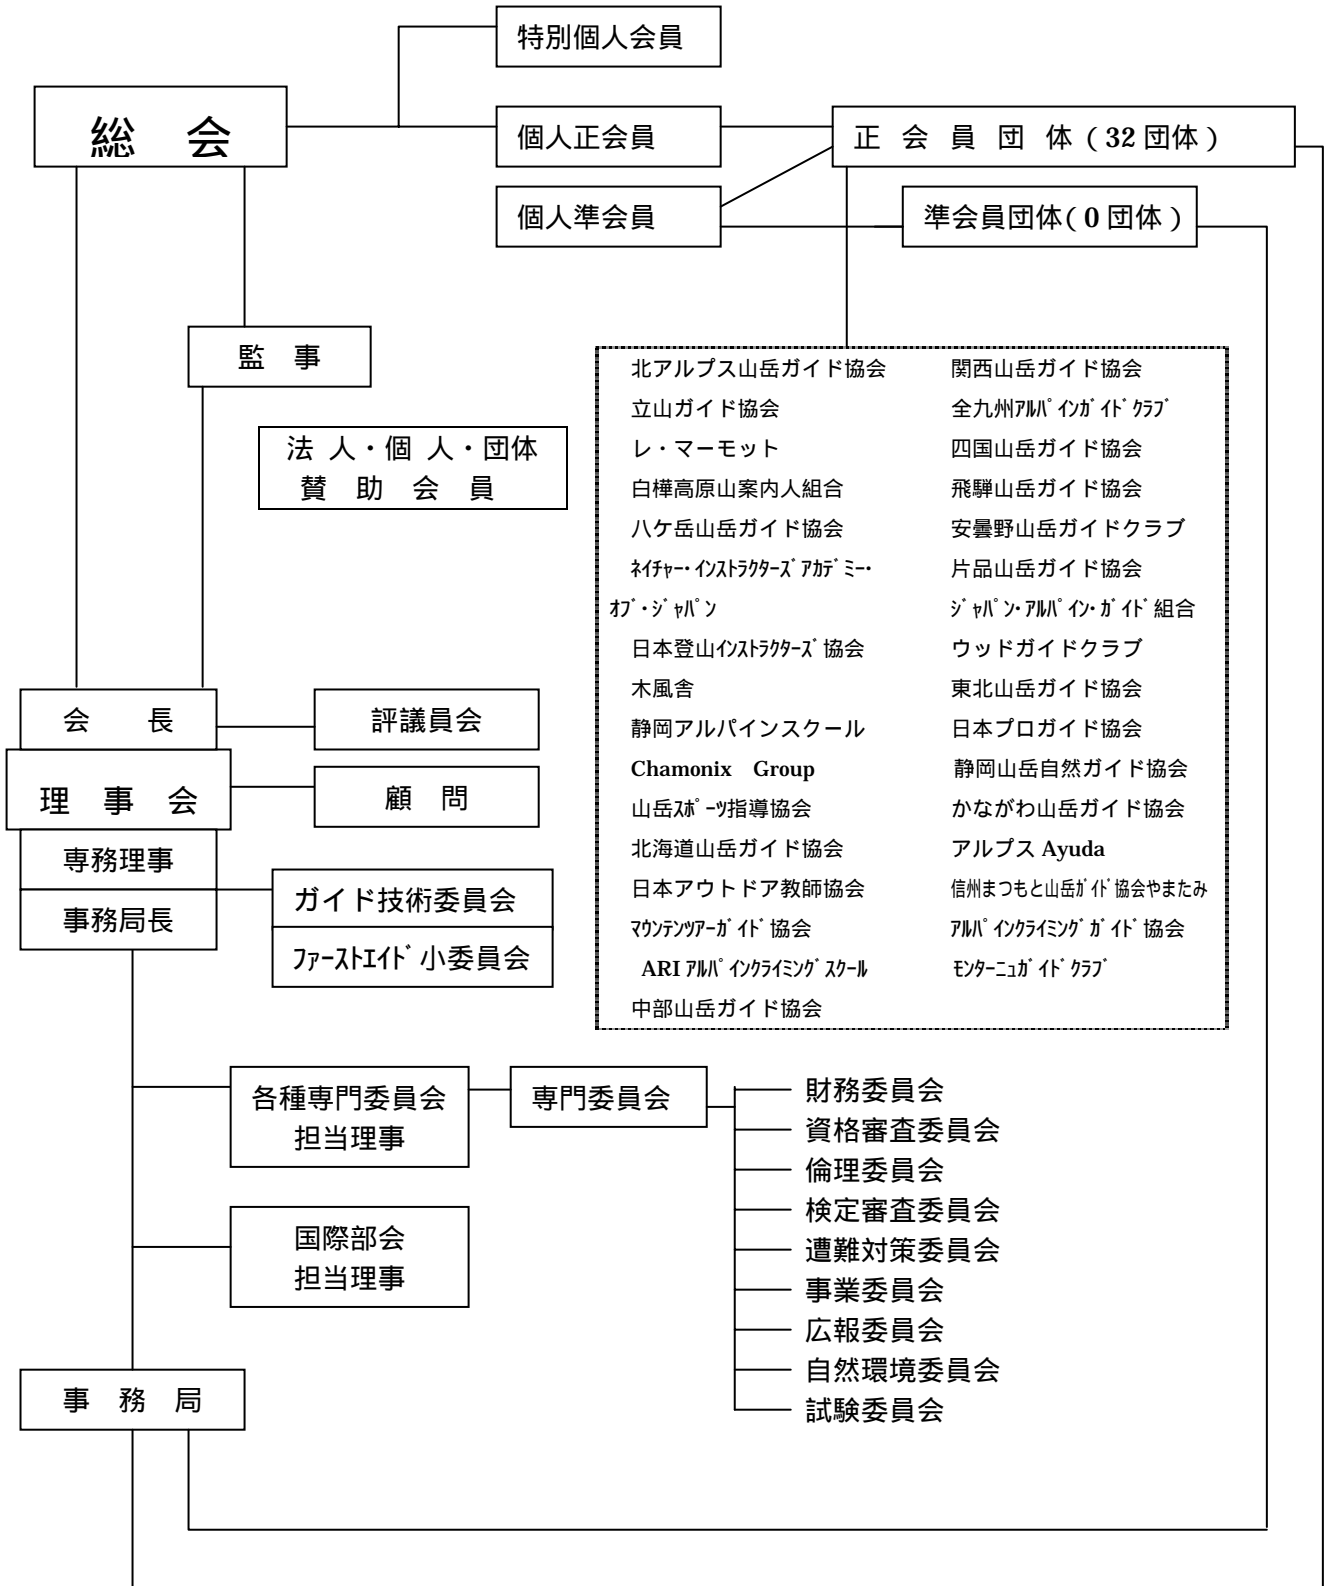 特別個人会員
総　会
個人正会員
正 会 員 団 体 ( 32 団体 )
個人準会員
準会員団体( 0 団体 )
監　事
法 人・個 人・団体
賛 助 会 員
北アルプス山岳ガイド協会
立山ガイド協会
レ・マーモット
白樺高原山案内人組合
八ケ岳山岳ガイド協会
ﾈｲﾁｬｰ・ｲﾝｽﾄﾗｸﾀｰｽﾞｱｶﾃﾞﾐｰ・
ｵﾌﾞ・ｼﾞｬﾊﾟﾝ
日本登山ｲﾝｽﾄﾗｸﾀｰｽﾞ協会
木風舎
静岡アルパインスクール
Chamonix Group
山岳ｽﾎﾟｰﾂ指導協会
北海道山岳ガイド協会
日本アウトドア教師協会
ﾏｳﾝﾃﾝﾂｱｰｶﾞｲﾄﾞ協会
ARI ｱﾙﾊﾟｲﾝｸﾗｲﾐﾝｸﾞｽｸｰﾙ
中部山岳ガイド協会
関西山岳ガイド協会
全九州ｱﾙﾊﾟｲﾝｶﾞｲﾄﾞｸﾗﾌﾞ
四国山岳ガイド協会
飛騨山岳ガイド協会
安曇野山岳ガイドクラブ
片品山岳ガイド協会
ｼﾞｬﾊﾟﾝ・ｱﾙﾊﾟｲﾝ・ｶﾞｲﾄﾞ組合
ウッドガイドクラブ
東北山岳ガイド協会
日本プロガイド協会
静岡山岳自然ガイド協会
かながわ山岳ガイド協会
アルプス Ayuda
信州まつもと山岳ｶﾞｲﾄﾞ協会やまたみ
ｱﾙﾊﾟｲﾝｸﾗｲﾐﾝｸﾞｶﾞｲﾄﾞ協会
ﾓﾝﾀｰﾆｭｶﾞｲﾄﾞｸﾗﾌﾞ
会　長
評議員会
理 事 会
顧　問
専務理事
事務局長
ガイド技術委員会
ﾌｧｰｽﾄｴｲﾄﾞ小委員会
各種専門委員会
担当理事
専門委員会
財務委員会
資格審査委員会
倫理委員会
検定審査委員会
遭難対策委員会
事業委員会
広報委員会
自然環境委員会
試験委員会
国際部会
担当理事
事 務 局